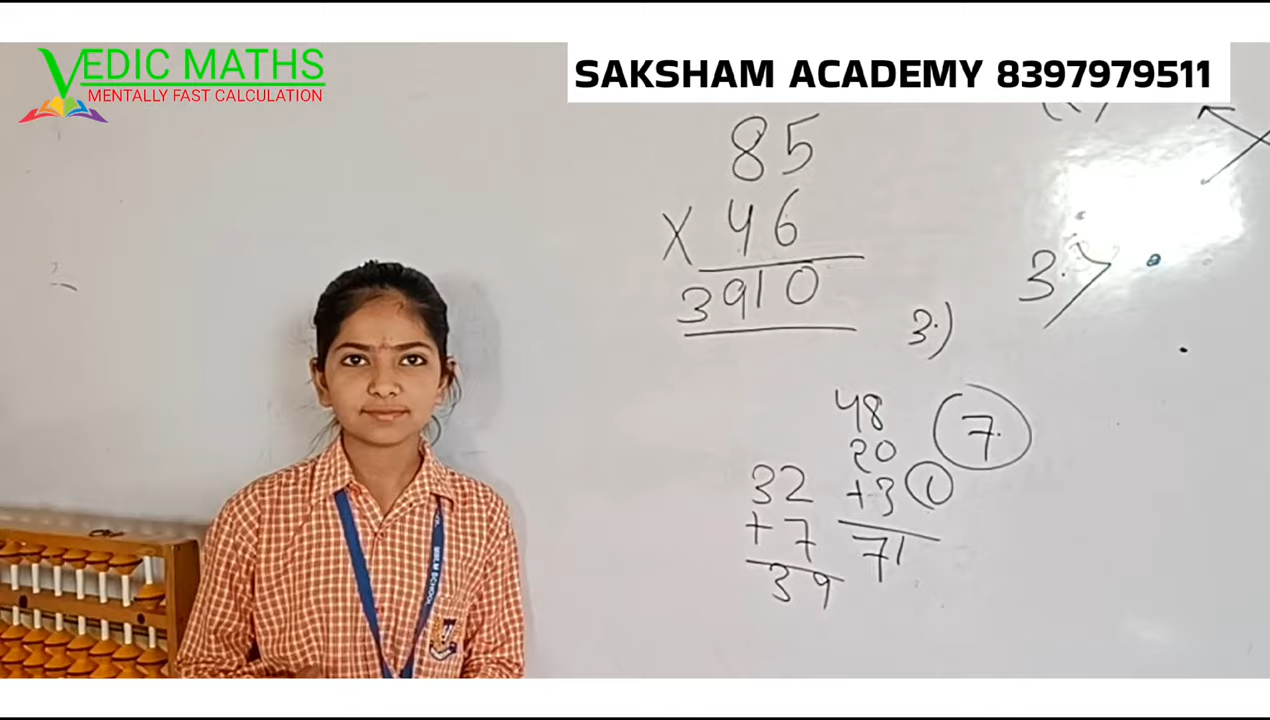 VEDIC MATHS
MENTALLY FAST CALCULATION
SAKSHAM ACADEMY 8397979511
85
X 46
3910
3.)
3.)
48
20
+3 1
71
7
32
+ 7
39
SCHOOL